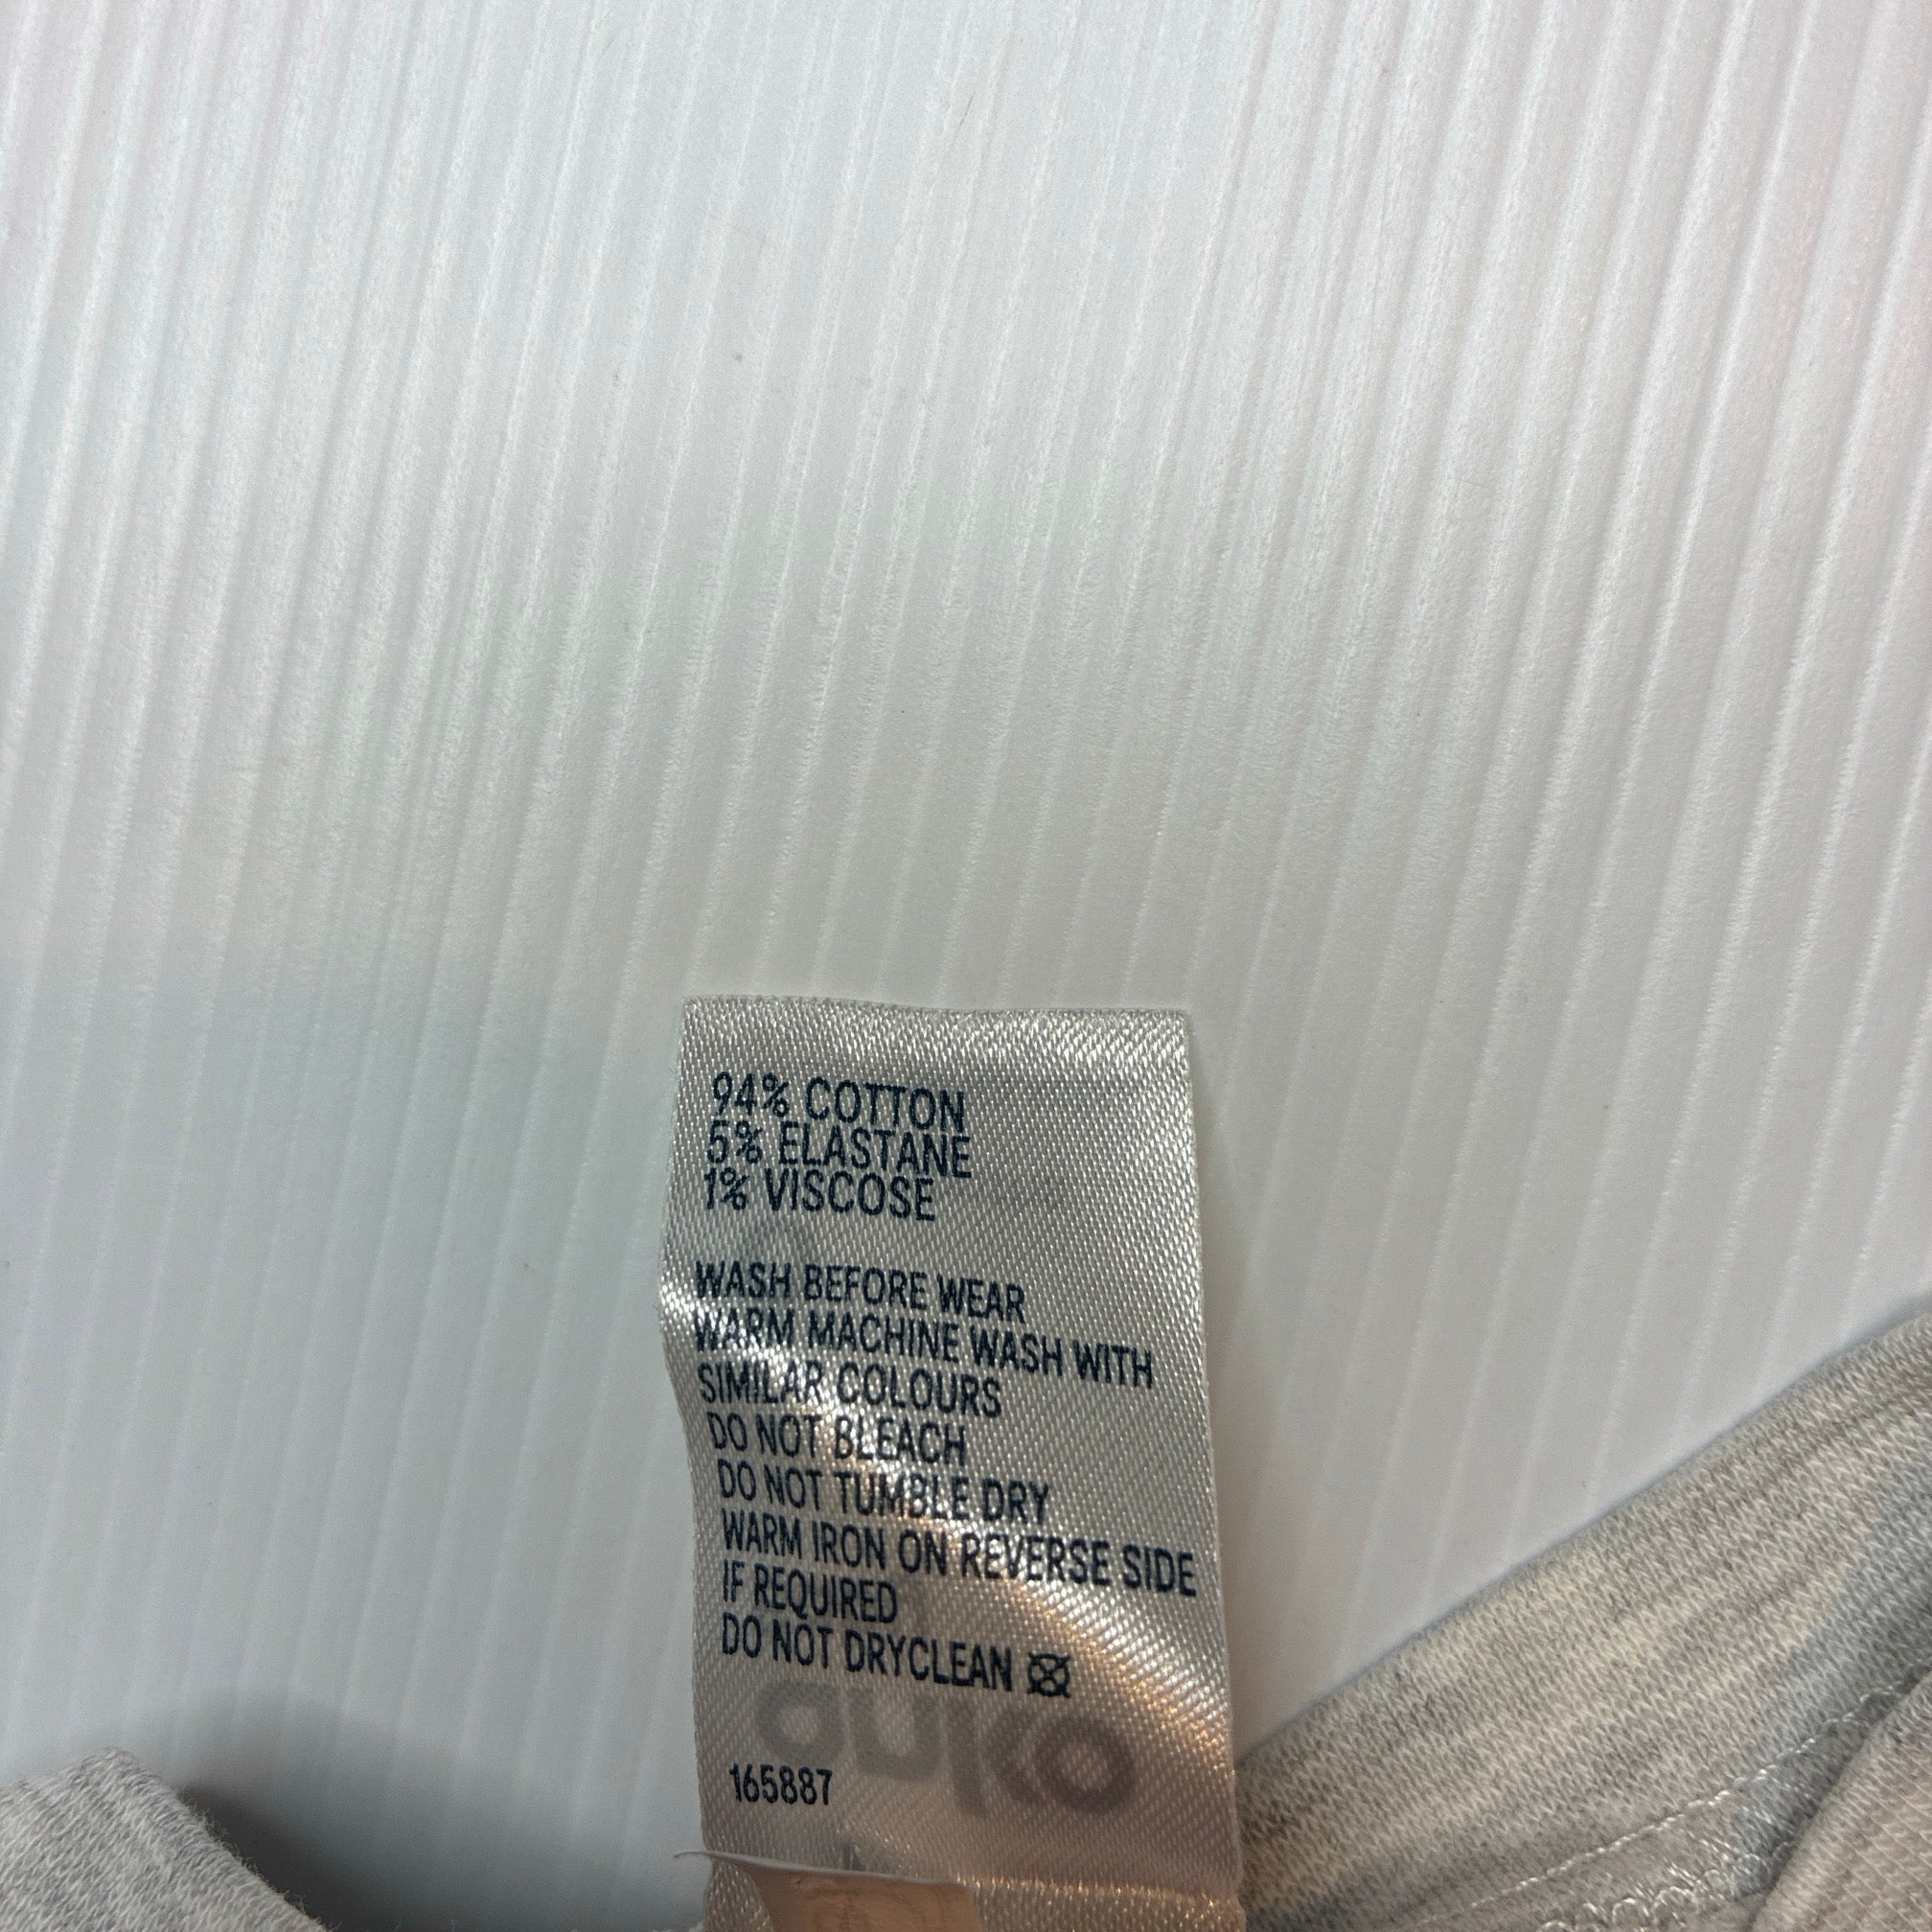 94% COTTON
5% ELASTANE
1% VISCOSE
WASH BEFORE WEAR
WARM MACHINE WASH WITH
SIMILAR COLOURS
DO NOT BLEACH
DO NOT TUMBLE DRY
WARM IRON ON REVERSE SIDE
IF REQUIRED
DO NOT DRYCLEAN
anko
165887